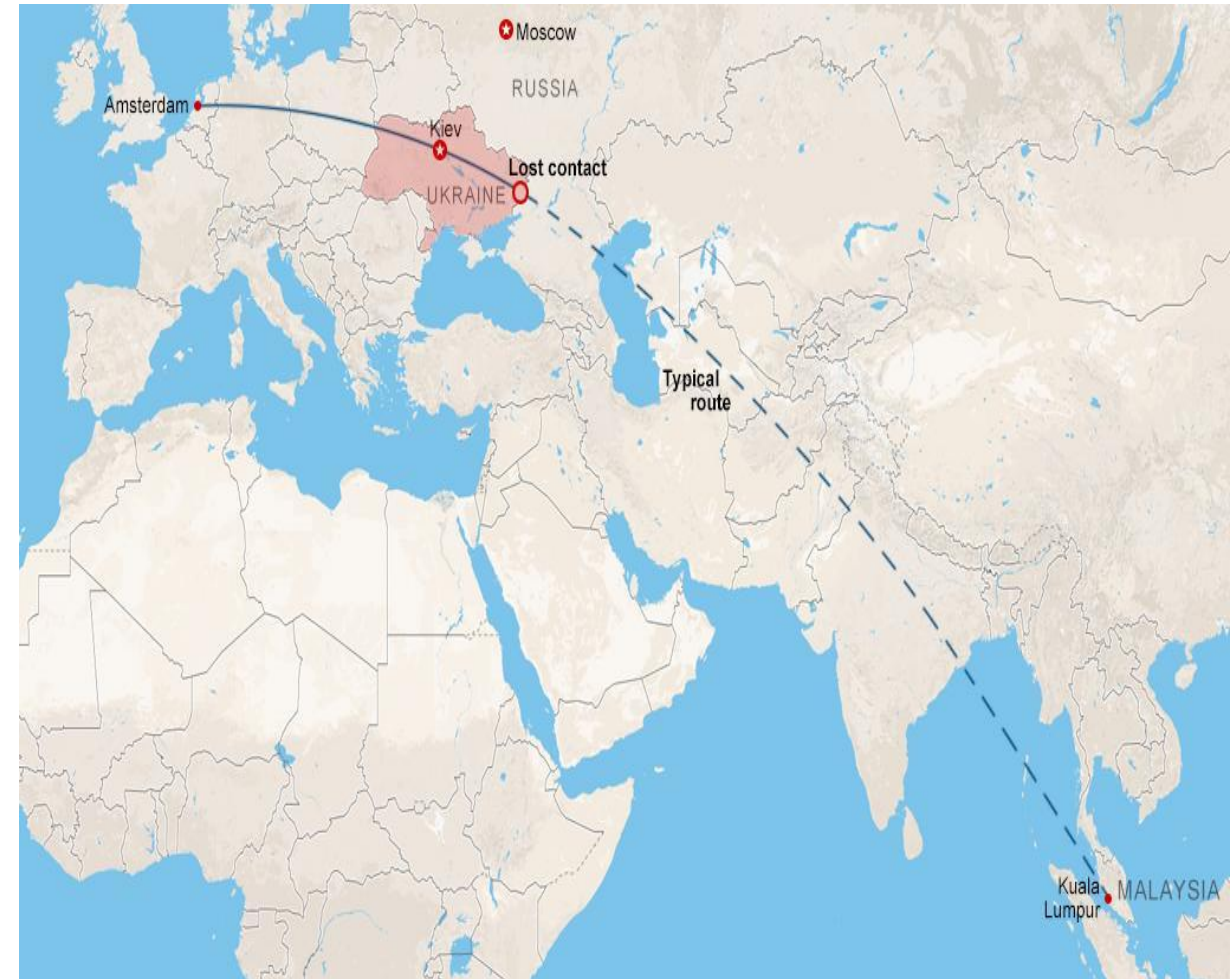 Moscow
RUSSIA
Amsterdam
Kiev
Lost contact
UKRAINE
Typical
route
Kuala
Lumpur
MALAYSIA